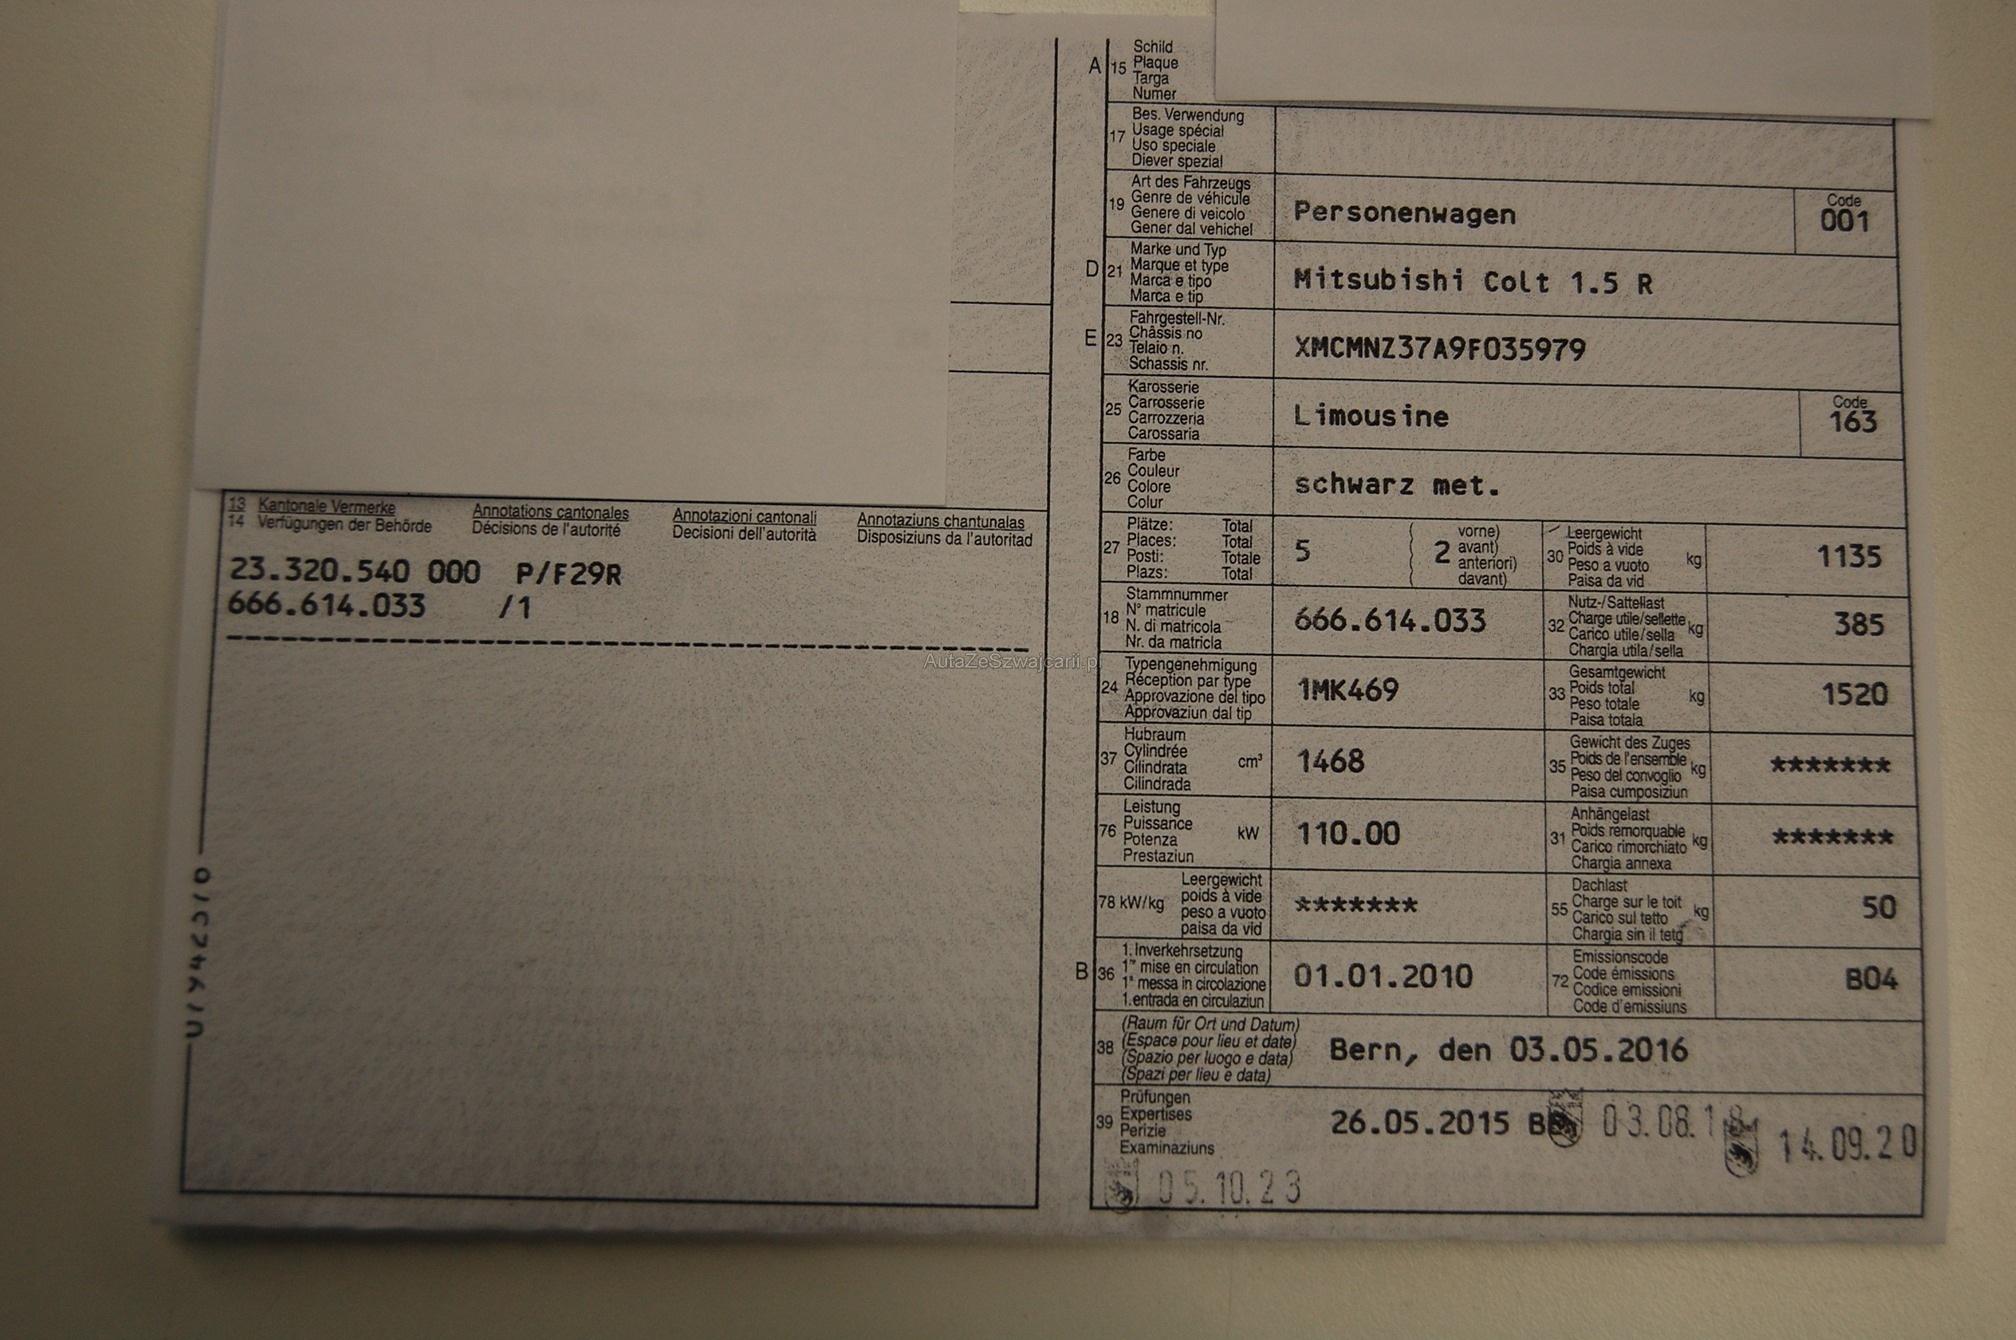 13 Kantonale Vermerke Annotations cantonales Annotazioni cantonali Annotaziuns chantunalas
14 Verfügungen der Behörde Décisions de l'autorité Decisioni dell'autorità Disposiziuns da l'autoritad
23.320.540 000 P/F29R
666.614.033 /1
AutaZeSzwajcarii.pl
A 15 Schild
Plaque
Targa
Numer
17 Bes. Verwendung
Usage spécial
Uso speciale
Diever spezial
19 Art des Fahrzeugs
Genre de véhicule
Genere di veicolo
Gener dal vehichel
Personenwagen
Code
001
D 21 Marke und Typ
Marque et type
Marca e tipo
Marca e tip
Mitsubishi Colt 1.5 R
E 23 Fahrgestell-Nr.
Châssis no
Telaio n.
Schassis nr.
XMCMNZ37A9F035979
25 Karosserie
Carrosserie
Carrozzeria
Carossaria
Limousine
Code
163
26 Farbe
Couleur
Colore
Colur
schwarz met.
27 Plätze: Total
Places: Total
Posti: Totale
Plazs: Total
5 ( 2 vorne)
avant)
anteriori)
davant)
30 Leergewicht
Poids à vide
Peso a vuoto
Paisa da vid
kg 1135
18 Stammnummer
N° matricule
N. di matricola
Nr. da matricla
666.614.033
32 Nutz-/Sattellast
Charge utile/sellette
Carico utile/sella
Chargia utila/sella
kg 385
24 Typengenehmigung
Réception par type
Approvazione del tipo
Approvaziun dal tip
1MK469
33 Gesamtgewicht
Poids total
Peso totale
Paisa totala
kg 1520
37 Hubraum
Cylindrée
Cilindrata
Cilindrada
cm³ 1468
35 Gewicht des Zuges
Poids de l'ensemble
Peso del convoglio
Paisa cumposiziun
kg *******
76 Leistung
Puissance
Potenza
Prestaziun
kW 110.00
31 Anhängelast
Poids remorquable
Carico rimorchiato
Chargia annexa
kg *******
78 kW/kg Leergewicht
poids à vide
peso a vuoto
paisa da vid
*******
55 Dachlast
Charge sur le toit
Carico sul tetto
Chargia sin il tetg
kg 50
B 36 1. Inverkehrsetzung
1re mise en circulation
1a messa in circolazione
1. entrada en circulaziun
01.01.2010
72 Emissionscode
Code émissions
Codice emissioni
Code d'emissiuns
B04
38 (Raum für Ort und Datum)
(Espace pour lieu et date)
(Spazio per luogo e data)
(Spazi per lieu e data)
Bern, den 03.05.2016
39 Prüfungen
Expertises
Perizie
Examinaziuns
26.05.2015
14.09.20
05.10.23